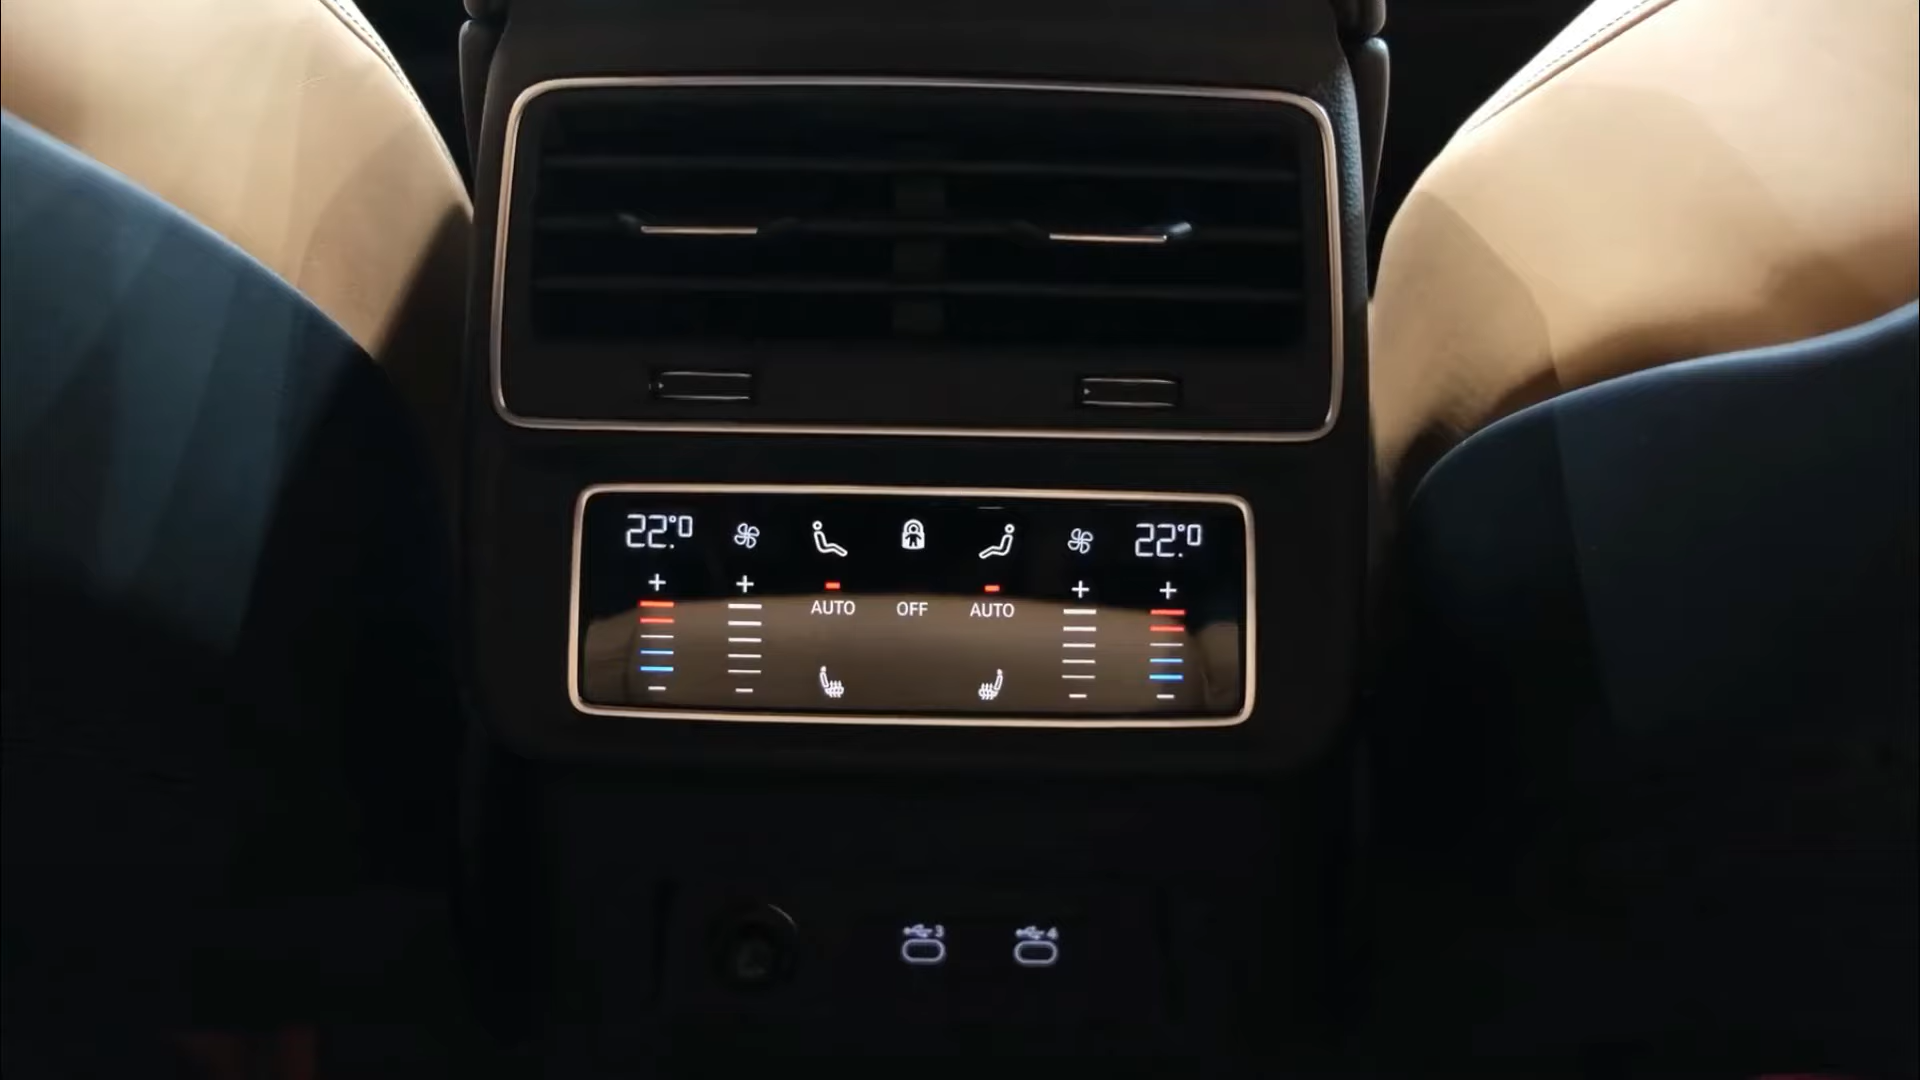 22.°0 22.°0
+ + + +
AUTO OFF AUTO
- - - -
3 4